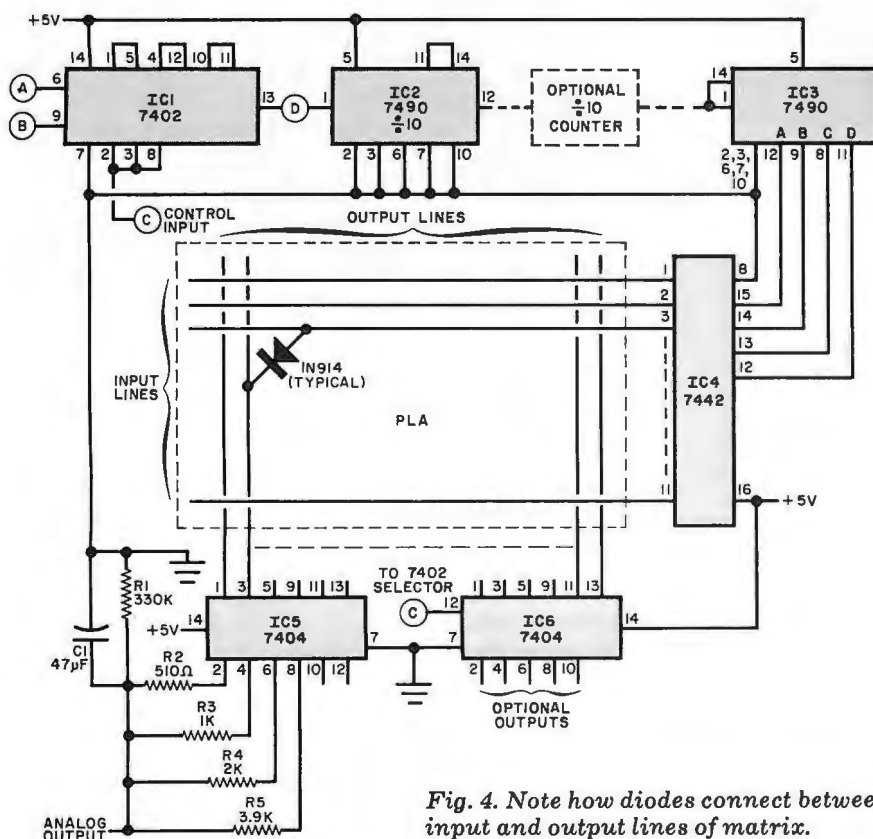 +5V
14 1 5 4 12 10 11
5 11 14
5
A 6
B 9
IC1
7402
13 D 1
IC2
7490
÷10
12
OPTIONAL
÷10
COUNTER
14
1
IC3
7490
A B C D
7 2 3 8
2 3 6 7 10
2,3,
6,7,
10
12 9 8 11
C CONTROL
INPUT
OUTPUT LINES
1 8
2 15
3 14
13
12
INPUT
LINES
IN914
(TYPICAL)
PLA
IC4
7442
11 16 +5V
R1
330K
C1
47µF
1 3 5 9 11 13
TO 7402
SELECTOR
C 12
1 3 5 9 11 13
+5V 14
IC5
7404
7 7
IC6
7404
14
2 4 6 8 10 12
2 4 6 8 10
R2
510Ω
R3
1K
R4
2K
R5
3.9K
OPTIONAL
OUTPUTS
ANALOG
OUTPUT
Fig. 4. Note how diodes connect between
input and output lines of matrix.